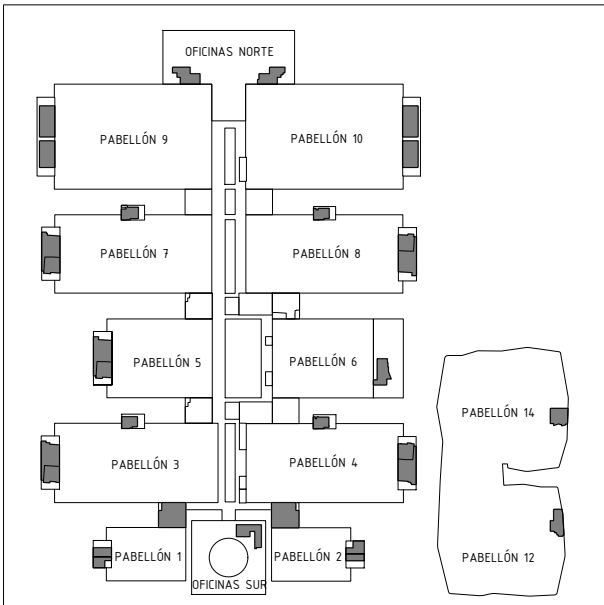 OFICINAS NORTE
PABELLÓN 9
PABELLÓN 10
PABELLÓN 7
PABELLÓN 8
PABELLÓN 5
PABELLÓN 6
PABELLÓN 14
PABELLÓN 3
PABELLÓN 4
PABELLÓN 1
PABELLÓN 2
PABELLÓN 12
OFICINAS SUR